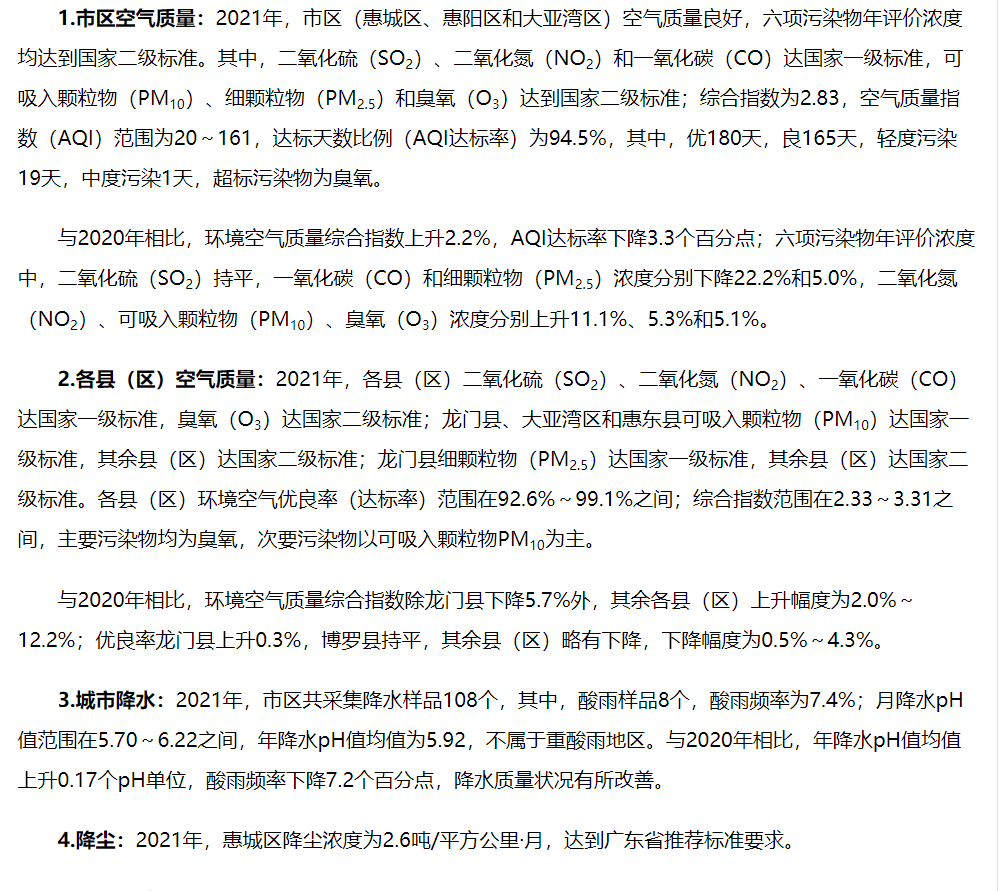 1.市区空气质量：2021年，市区（惠城区、惠阳区和大亚湾区）空气质量良好，六项污染物年评价浓度
均达到国家二级标准。其中，二氧化硫（SO₂）、二氧化氮（NO₂）和一氧化碳（CO）达国家一级标准，可
吸入颗粒物（PM₁₀）、细颗粒物（PM₂.₅）和臭氧（O₃）达到国家二级标准；综合指数为2.83，空气质量指
数（AQI）范围为20～161，达标天数比例（AQI达标率）为94.5%，其中，优180天，良165天，轻度污染
19天，中度污染1天，超标污染物为臭氧。
与2020年相比，环境空气质量综合指数上升2.2%，AQI达标率下降3.3个百分点；六项污染物年评价浓度
中，二氧化硫（SO₂）持平，一氧化碳（CO）和细颗粒物（PM₂.₅）浓度分别下降22.2%和5.0%，二氧化氮
（NO₂）、可吸入颗粒物（PM₁₀）、臭氧（O₃）浓度分别上升11.1%、5.3%和5.1%。
2.各县（区）空气质量：2021年，各县（区）二氧化硫（SO₂）、二氧化氮（NO₂）、一氧化碳（CO）
达国家一级标准，臭氧（O₃）达国家二级标准；龙门县、大亚湾区和惠东县可吸入颗粒物（PM₁₀）达国家一
级标准，其余县（区）达国家二级标准；龙门县细颗粒物（PM₂.₅）达国家一级标准，其余县（区）达国家二
级标准。各县（区）环境空气优良率（达标率）范围在92.6%～99.1%之间；综合指数范围在2.33～3.31之
间，主要污染物均为臭氧，次要污染物以可吸入颗粒物PM₁₀为主。
与2020年相比，环境空气质量综合指数除龙门县下降5.7%外，其余各县（区）上升幅度为2.0%～
12.2%；优良率龙门县上升0.3%，博罗县持平，其余县（区）略有下降，下降幅度为0.5%～4.3%。
3.城市降水：2021年，市区共采集降水样品108个，其中，酸雨样品8个，酸雨频率为7.4%；月降水pH
值范围在5.70～6.22之间，年降水pH值均值为5.92，不属于重酸雨地区。与2020年相比，年降水pH值均值
上升0.17个pH单位，酸雨频率下降7.2个百分点，降水质量状况有所改善。
4.降尘：2021年，惠城区降尘浓度为2.6吨/平方公里·月，达到广东省推荐标准要求。